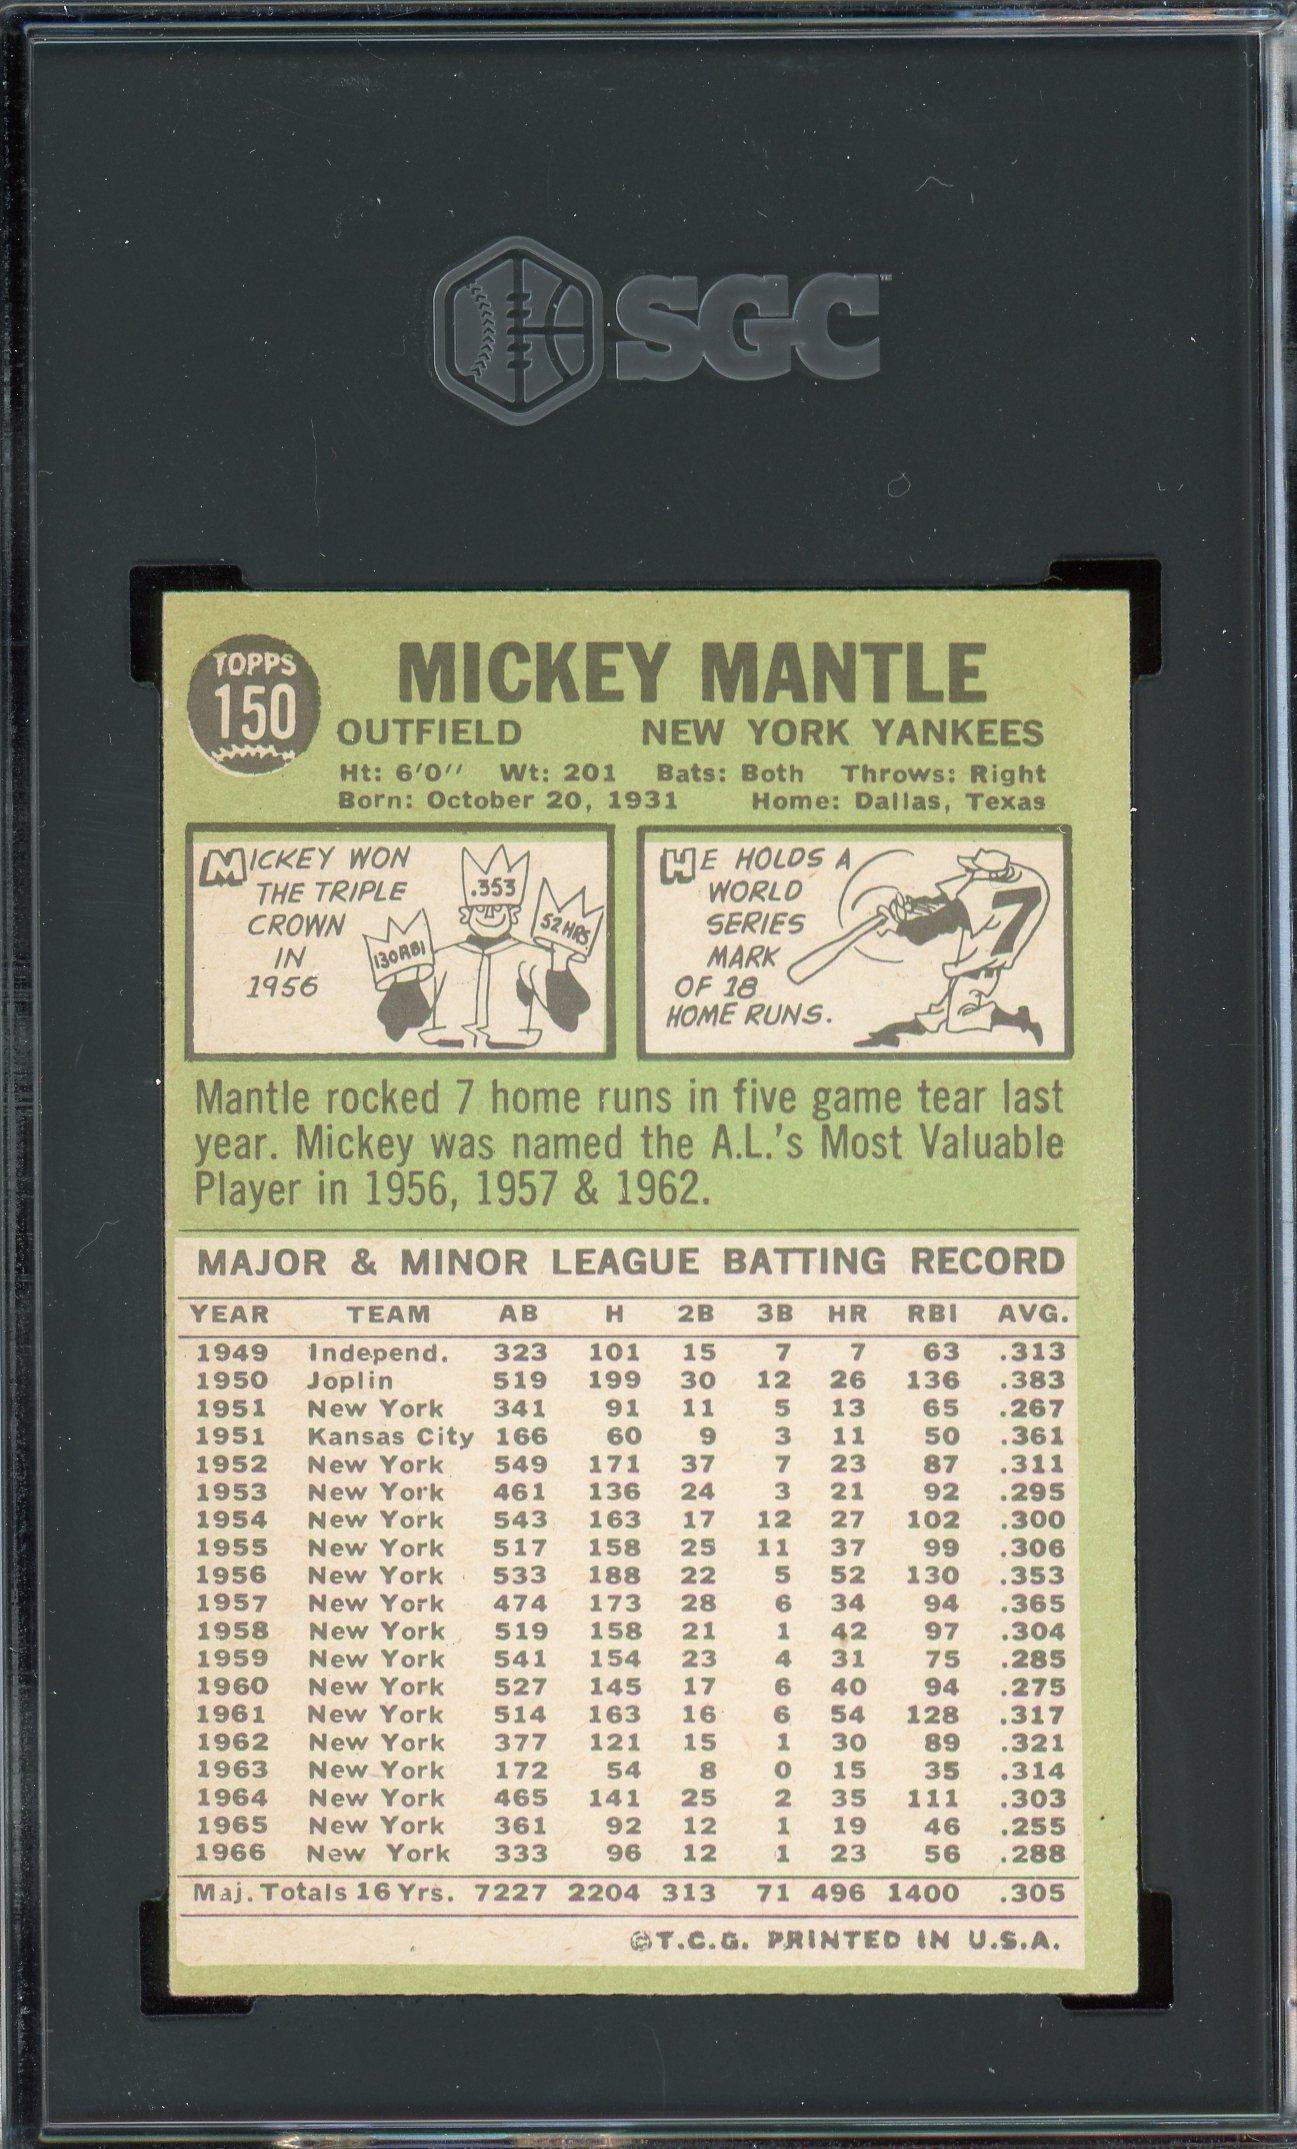 SGC
TOPPS
150
MICKEY MANTLE
OUTFIELD NEW YORK YANKEES
Ht: 6'0'' Wt: 201 Bats: Both Throws: Right
Born: October 20, 1931 Home: Dallas, Texas
MICKEY WON
THE TRIPLE
CROWN
IN
1956
.353
130 RBI
52 HRS.
HE HOLDS A
WORLD
SERIES
MARK
OF 18
HOME RUNS.
7
Mantle rocked 7 home runs in five game tear last
year. Mickey was named the A.L.'s Most Valuable
Player in 1956, 1957 & 1962.
MAJOR & MINOR LEAGUE BATTING RECORD
YEAR TEAM AB H 2B 3B HR RBI AVG.
1949 Independ. 323 101 15 7 7 63 .313
1950 Joplin 519 199 30 12 26 136 .383
1951 New York 341 91 11 5 13 65 .267
1951 Kansas City 166 60 9 3 11 50 .361
1952 New York 549 171 37 7 23 87 .311
1953 New York 461 136 24 3 21 92 .295
1954 New York 543 163 17 12 27 102 .300
1955 New York 517 158 25 11 37 99 .306
1956 New York 533 188 22 5 52 130 .353
1957 New York 474 173 28 6 34 94 .365
1958 New York 519 158 21 1 42 97 .304
1959 New York 541 154 23 4 31 75 .285
1960 New York 527 145 17 6 40 94 .275
1961 New York 514 163 16 6 54 128 .317
1962 New York 377 121 15 1 30 89 .321
1963 New York 172 54 8 0 15 35 .314
1964 New York 465 141 25 2 35 111 .303
1965 New York 361 92 12 1 19 46 .255
1966 New York 333 96 12 1 23 56 .288
Maj. Totals 16 Yrs. 7227 2204 313 71 496 1400 .305
©T.C.G. PRINTED IN U.S.A.